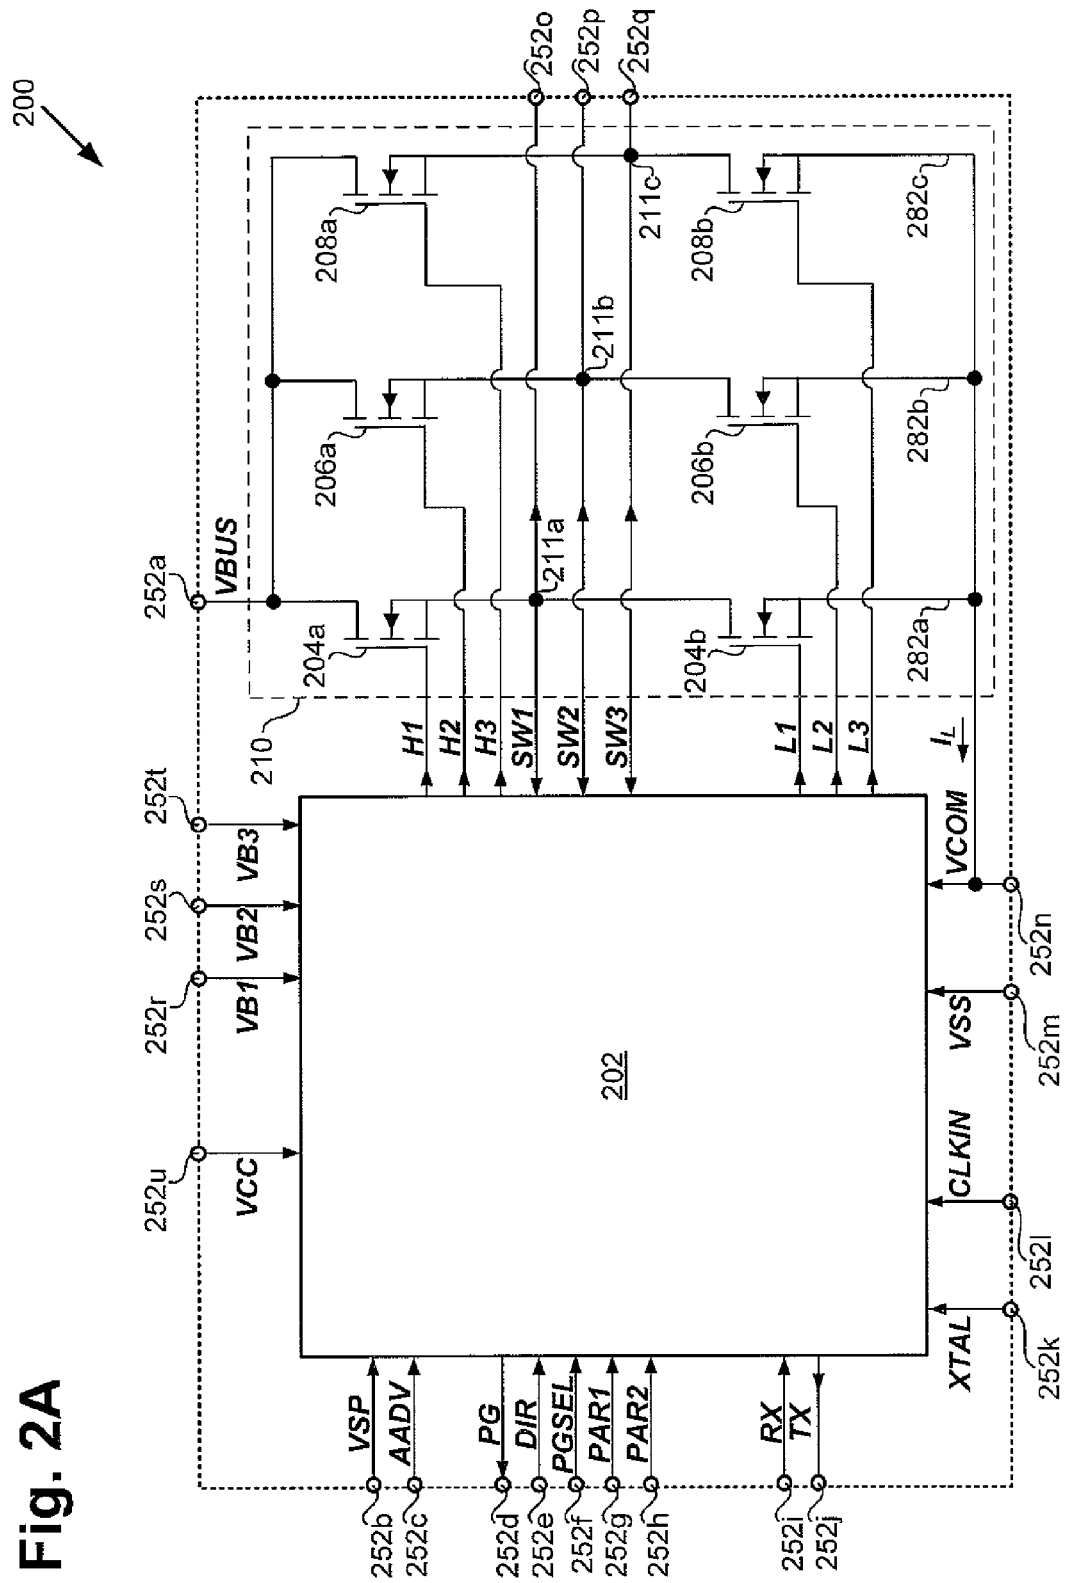 Fig. 2A
200
252u
252r
252s
252t
252a
VCC
VB1
VB2
VB3
VBUS
210
252b
VSP
252c
AADV
252d
PG
252e
DIR
252f
PGSEL
252g
PAR1
252h
PAR2
252i
RX
252j
TX
202
H1
H2
H3
SW1
SW2
SW3
L1
L2
L3
IL
204a
206a
208a
211a
211b
211c
204b
206b
208b
282a
282b
282c
252o
252p
252q
XTAL
CLKIN
VSS
VCOM
252k
252l
252m
252n